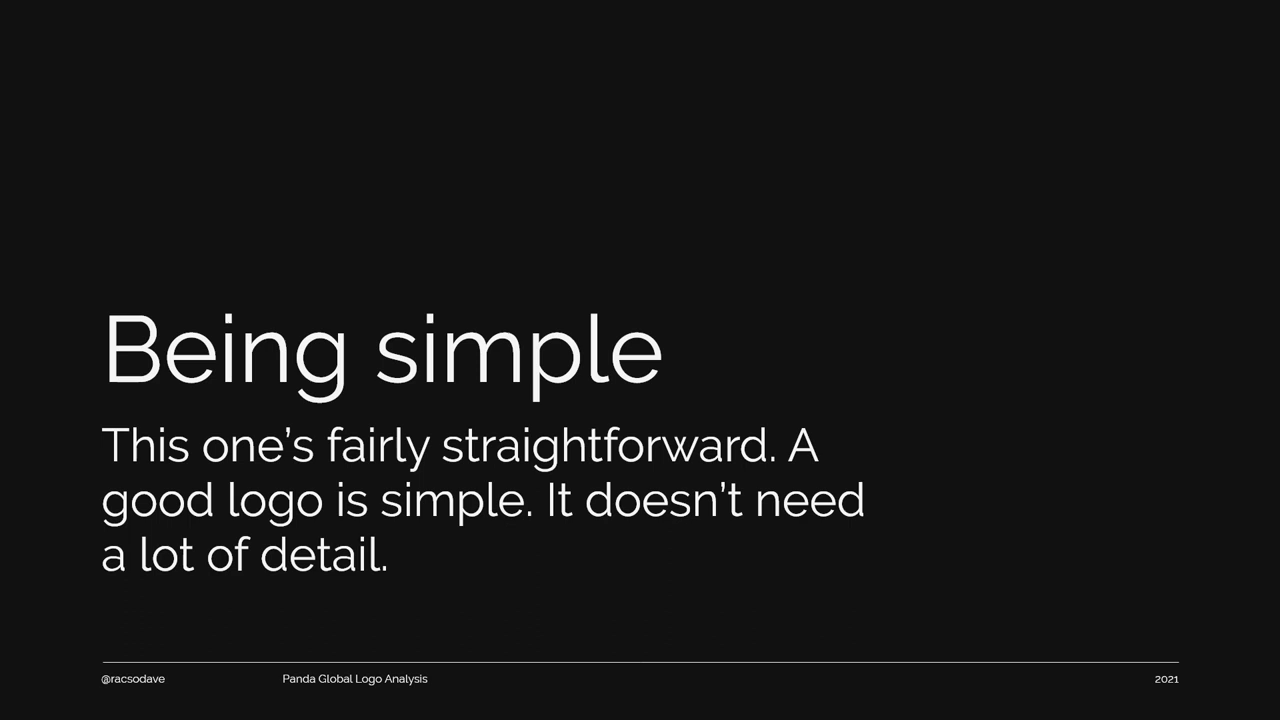 Being simple
This one’s fairly straightforward. A
good logo is simple. It doesn’t need
a lot of detail.
@racsodave
Panda Global Logo Analysis
2021